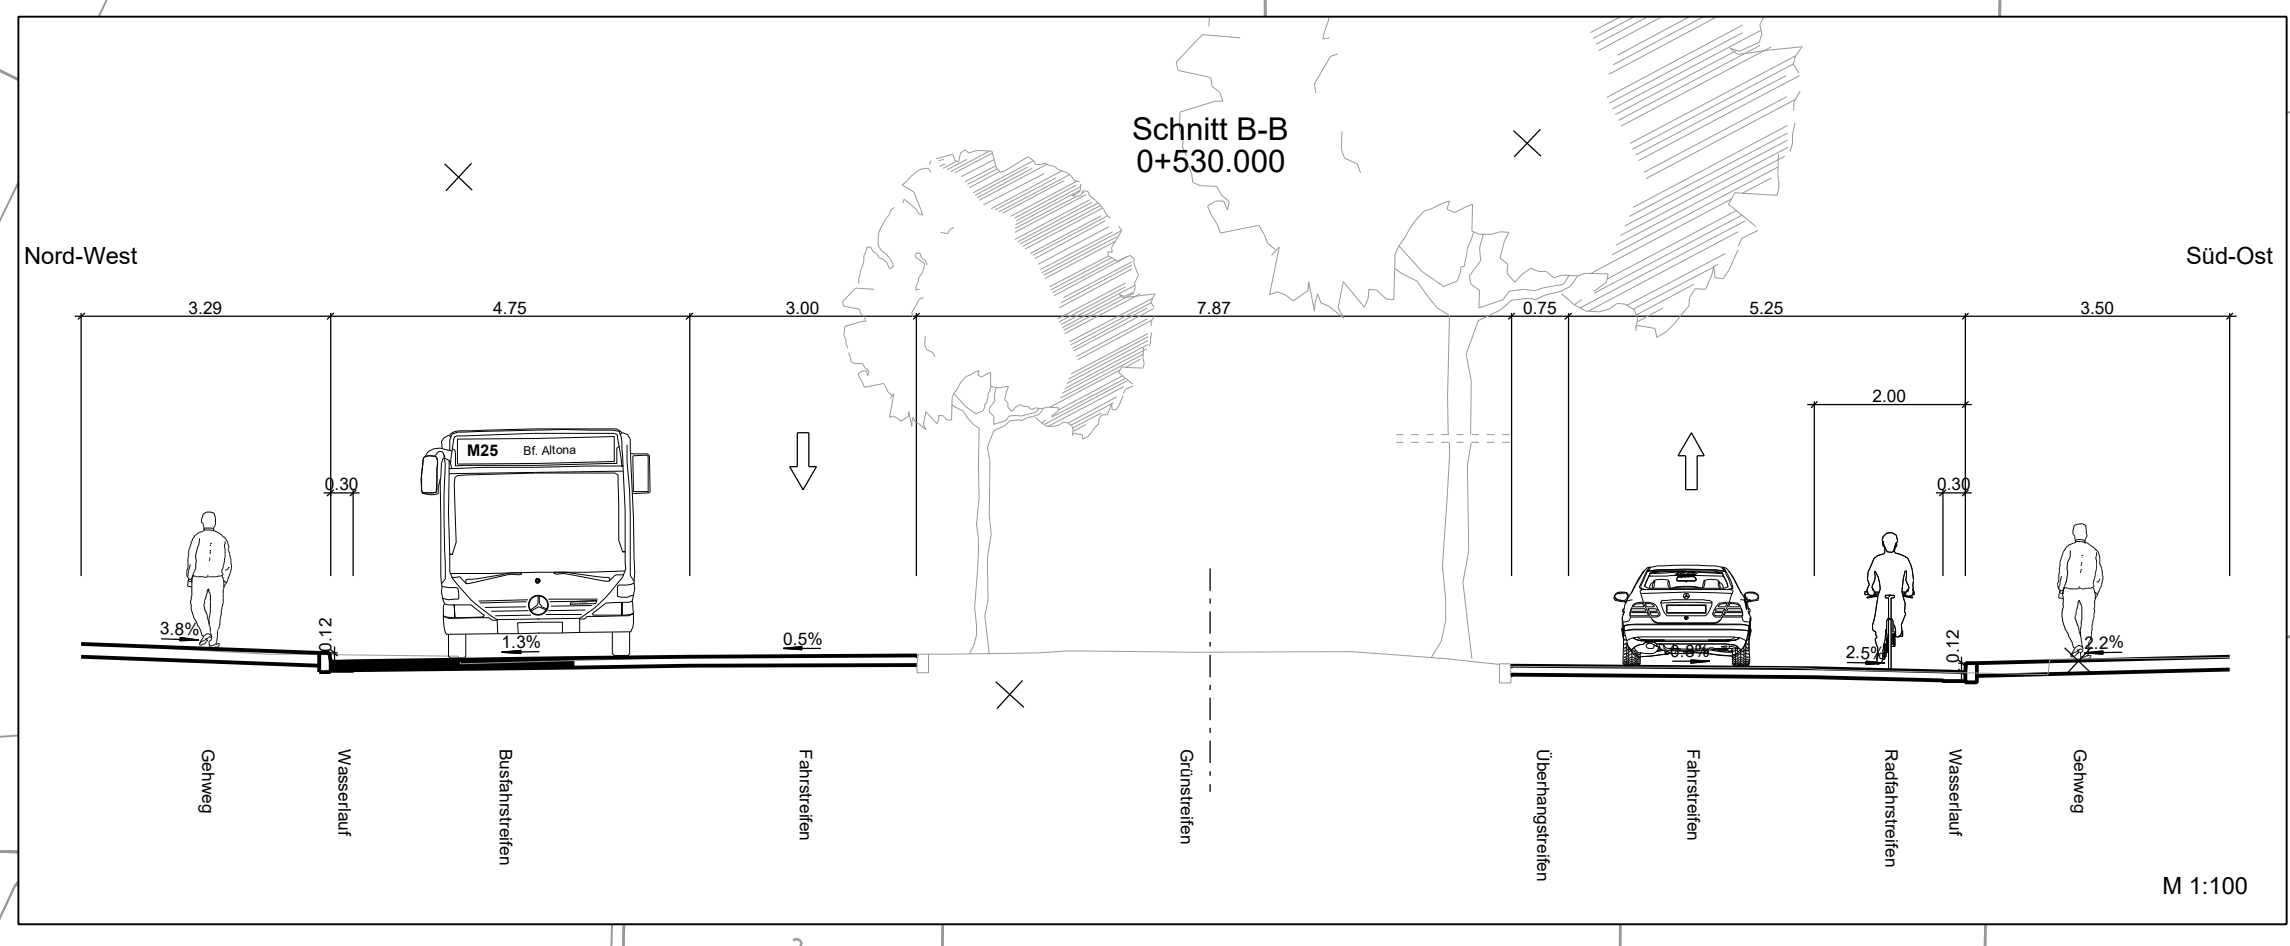 Schnitt B-B
0+530.000
Nord-West
Süd-Ost
3.29
4.75
3.00
7.87
0.75
5.25
3.50
2.00
M25 Bf. Altona
0.30
0.30
3.8%
0.12
1.3%
0.5%
0.8%
2.5%
0.12
2.2%
Gehweg
Wasserlauf
Busfahrstreifen
Fahrstreifen
Grünstreifen
Überhangstreifen
Fahrstreifen
Radfahrstreifen
Wasserlauf
Gehweg
M 1:100